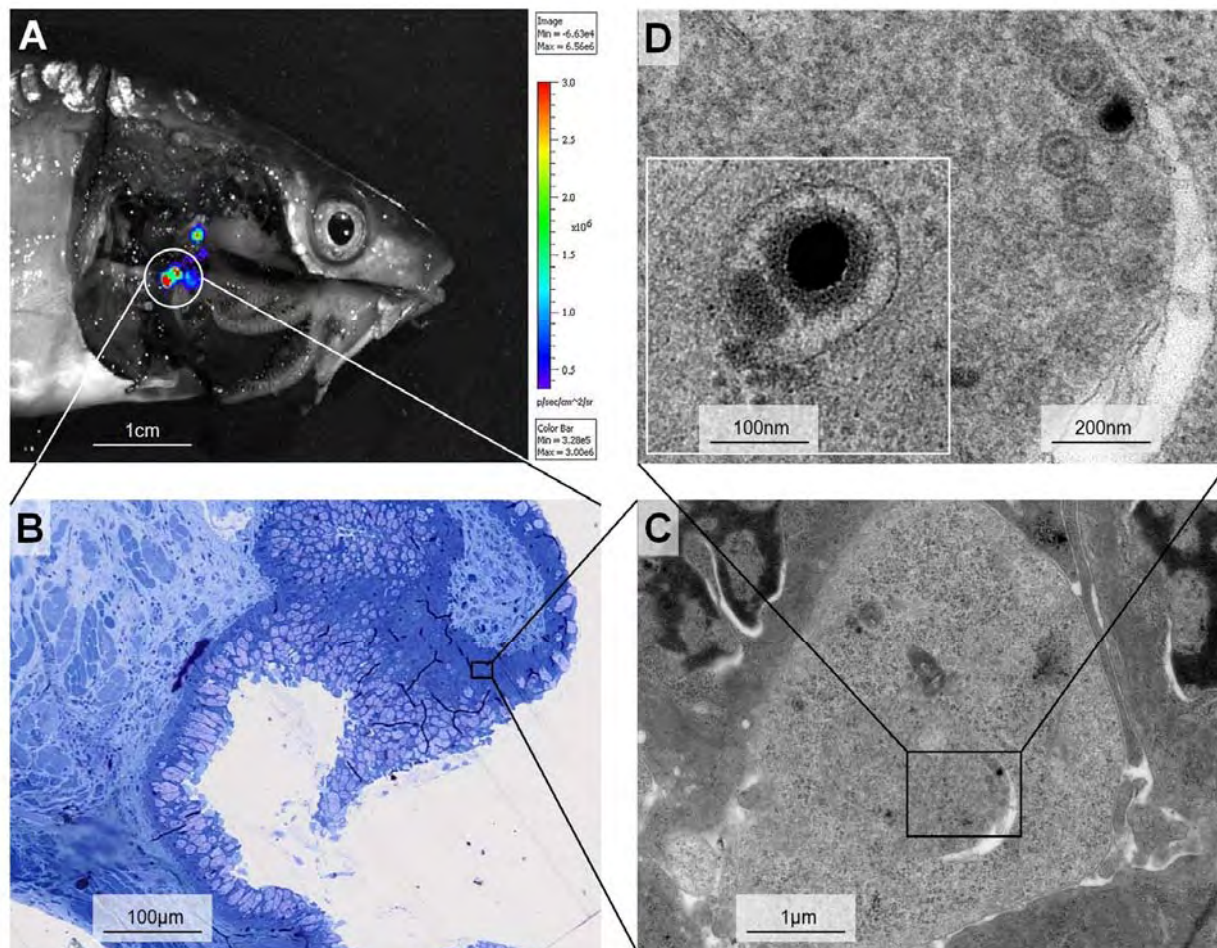 A
1cm
Image
Min = -6.63e4
Max = 6.56e6
3.0
2.5
2.0
x10^6
1.5
1.0
0.5
p/sec/cm^2/sr
Color Bar
Min = 3.28e5
Max = 3.00e6
D
100nm
200nm
B
100µm
C
1µm